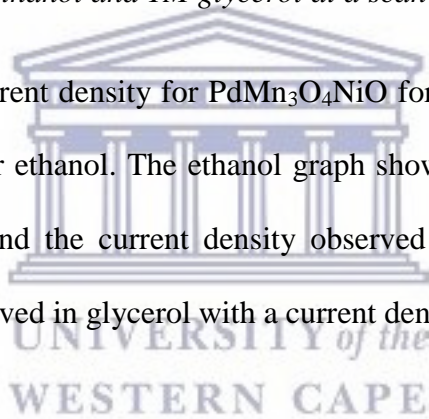 ethanol and 1M glycerol at a scan
rrent density for PdMn₃O₄NiO for
r ethanol. The ethanol graph show
nd the current density observed
ved in glycerol with a current den
UNIVERSITY of the
WESTERN CAPE